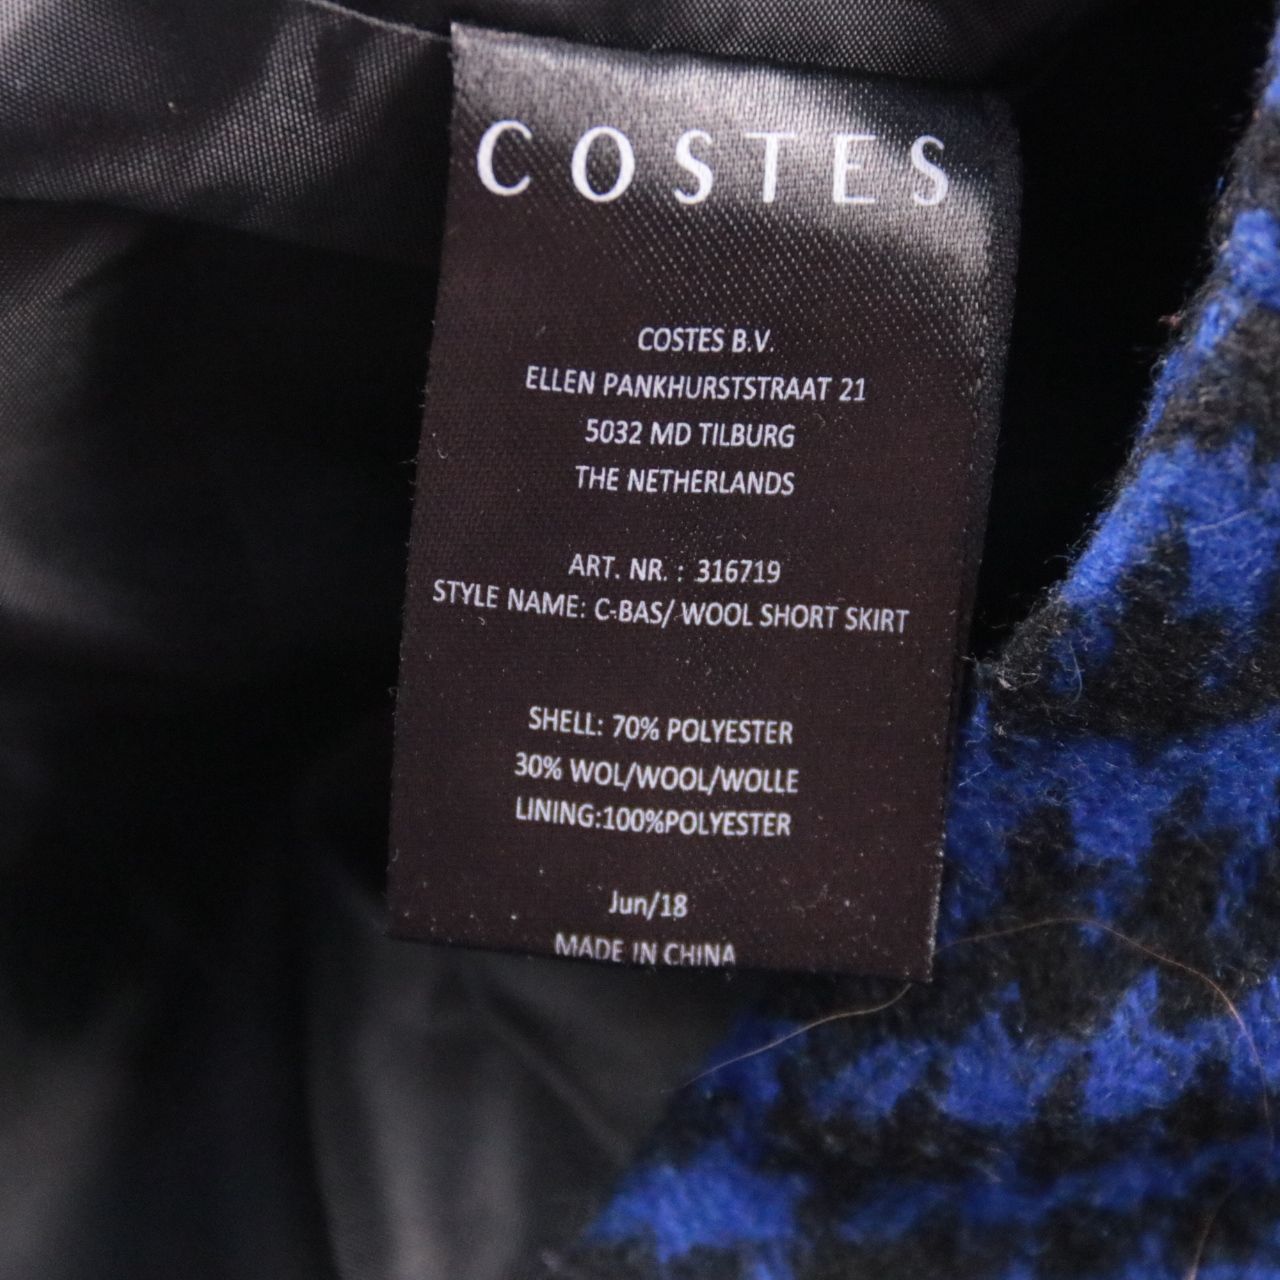 COSTES
COSTES B.V.
ELLEN PANKHURSTSTRAAT 21
5032 MD TILBURG
THE NETHERLANDS
ART. NR. : 316719
STYLE NAME: C-BAS/ WOOL SHORT SKIRT
SHELL: 70% POLYESTER
30% WOL/WOOL/WOLLE
LINING:100%POLYESTER
Jun/18
MADE IN CHINA